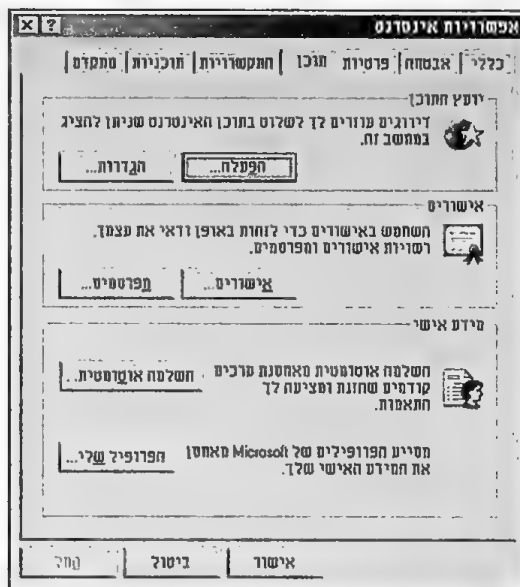 אפשרויות אינטרנט
כללי אבטחה פרטיות תוכן התקשרויות תוכניות מתקדם
יועץ התוכן
דירוגים עוזרים לך לשלוט בתוכן האינטרנט שניתן להציג
במחשב זה.
הפעלה... הגדרות...
אישורים
השתמש באישורים כדי לזהות באופן ודאי את עצמך,
רשויות אישורים ומפרסמים.
אישורים... מפרסמים...
מידע אישי
השלמה אוטומטית מאחסנת ערכים
קודמים שהזנת ומציעה לך
התאמות.
השלמה אוטומטית...
מסייע הפרופילים של Microsoft מאחסן
את המידע האישי שלך.
הפרופיל שלי...
אישור ביטול החל